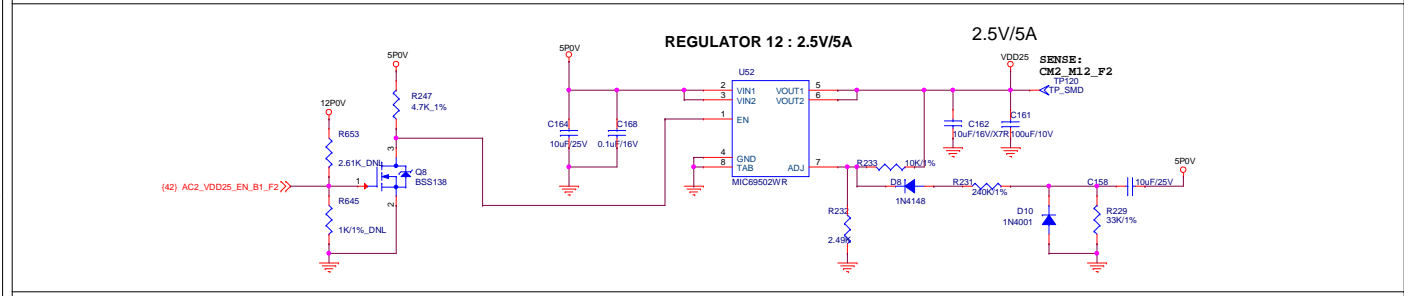 REGULATOR 12 : 2.5V/5A
2.5V/5A
5P0V
5P0V
VDD25
SENSE:
CM2_M12_F2
TP120
TP_SMD
U52
R247
4.7K_1%
2
VIN1
VOUT1
5
3
VIN2
VOUT2
6
12P0V
1
EN
C164
10uF/25V
C168
0.1uF/16V
C162
10uF/16V/X7R
C161
100uF/10V
R653
2.61K_DNL
3
Q8
BSS138
1
2
4
GND
8
TAB
ADJ
7
MIC69502WR
R233
10K/1%
5P0V
{42} AC2_VDD25_EN_B1_F2
D8
1N4148
R231
240K/1%
C158
10uF/25V
R645
1K/1%_DNL
R232
2.49K
D10
1N4001
R229
33K/1%